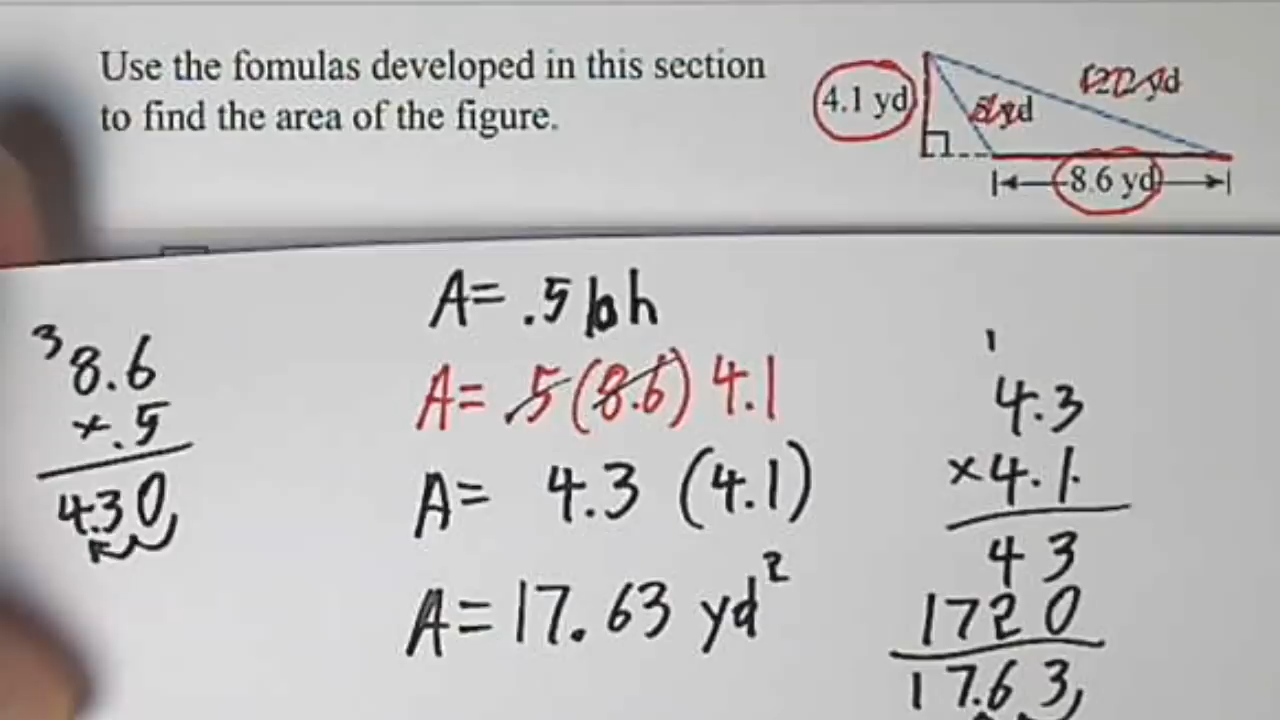 Use the fomulas developed in this section
to find the area of the figure.
4.1 yd
yd
yd
8.6 yd
A= .5 bh
A= .5 (8.6) 4.1
A= 4.3 (4.1)
A= 17.63 yd²
3
8.6
×.5
4.30
1
4.3
×4.1
43
1720
17.63